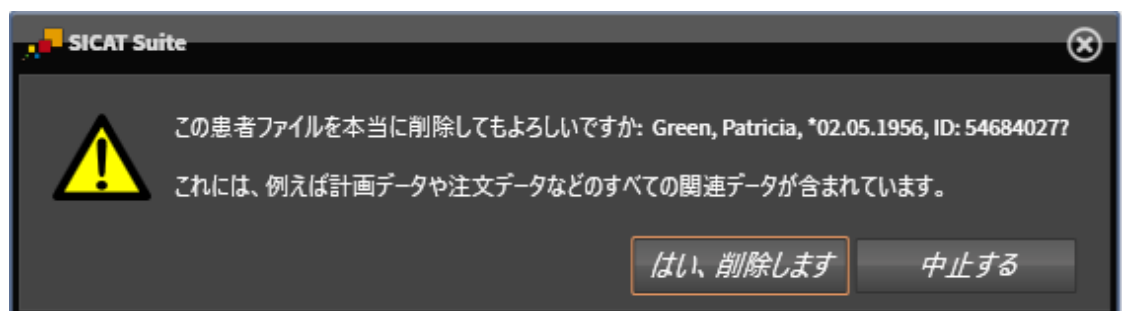 SICAT Suite
この患者ファイルを本当に削除してもよろしいですか: Green, Patricia, *02.05.1956, ID: 54684027?
これには、例えば計画データや注文データなどのすべての関連データが含まれています。
はい、削除します 中止する